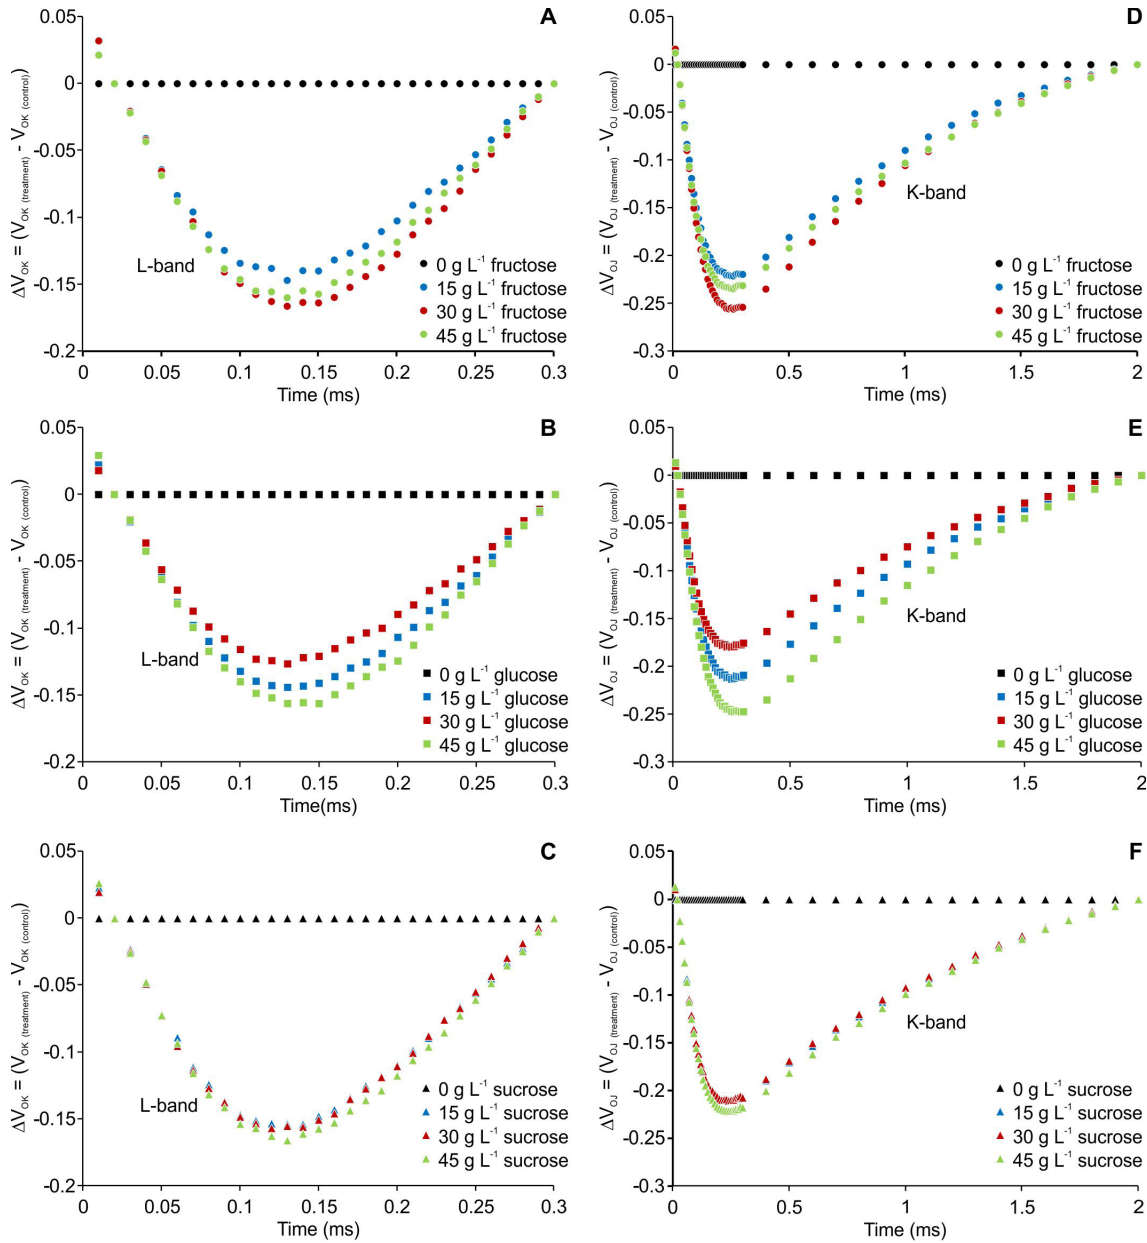 A
0.05
0
-0.05
-0.1
-0.15
-0.2
ΔV_OK = (V_OK (treatment) - V_OK (control))
L-band
0 g L⁻¹ fructose
15 g L⁻¹ fructose
30 g L⁻¹ fructose
45 g L⁻¹ fructose
0 0.05 0.1 0.15 0.2 0.25 0.3
Time (ms)
D
0.05
0
-0.05
-0.1
-0.15
-0.2
-0.25
-0.3
ΔV_OJ = (V_OJ (treatment) - V_OJ (control))
K-band
0 g L⁻¹ fructose
15 g L⁻¹ fructose
30 g L⁻¹ fructose
45 g L⁻¹ fructose
0 0.5 1 1.5 2
Time (ms)
B
0.05
0
-0.05
-0.1
-0.15
-0.2
ΔV_OK = (V_OK (treatment) - V_OK (control))
L-band
0 g L⁻¹ glucose
15 g L⁻¹ glucose
30 g L⁻¹ glucose
45 g L⁻¹ glucose
0 0.05 0.1 0.15 0.2 0.25 0.3
Time(ms)
E
0.05
0
-0.05
-0.1
-0.15
-0.2
-0.25
-0.3
ΔV_OJ = (V_OJ (treatment) - V_OJ (control))
K-band
0 g L⁻¹ glucose
15 g L⁻¹ glucose
30 g L⁻¹ glucose
45 g L⁻¹ glucose
0 0.5 1 1.5 2
Time (ms)
C
0.05
0
-0.05
-0.1
-0.15
-0.2
ΔV_OK = (V_OK (treatment) - V_OK (control))
L-band
0 g L⁻¹ sucrose
15 g L⁻¹ sucrose
30 g L⁻¹ sucrose
45 g L⁻¹ sucrose
0 0.05 0.1 0.15 0.2 0.25 0.3
Time (ms)
F
0.05
0
-0.05
-0.1
-0.15
-0.2
-0.25
-0.3
ΔV_OJ = (V_OJ (treatment) - V_OJ (control))
K-band
0 g L⁻¹ sucrose
15 g L⁻¹ sucrose
30 g L⁻¹ sucrose
45 g L⁻¹ sucrose
0 0.5 1 1.5 2
Time (ms)